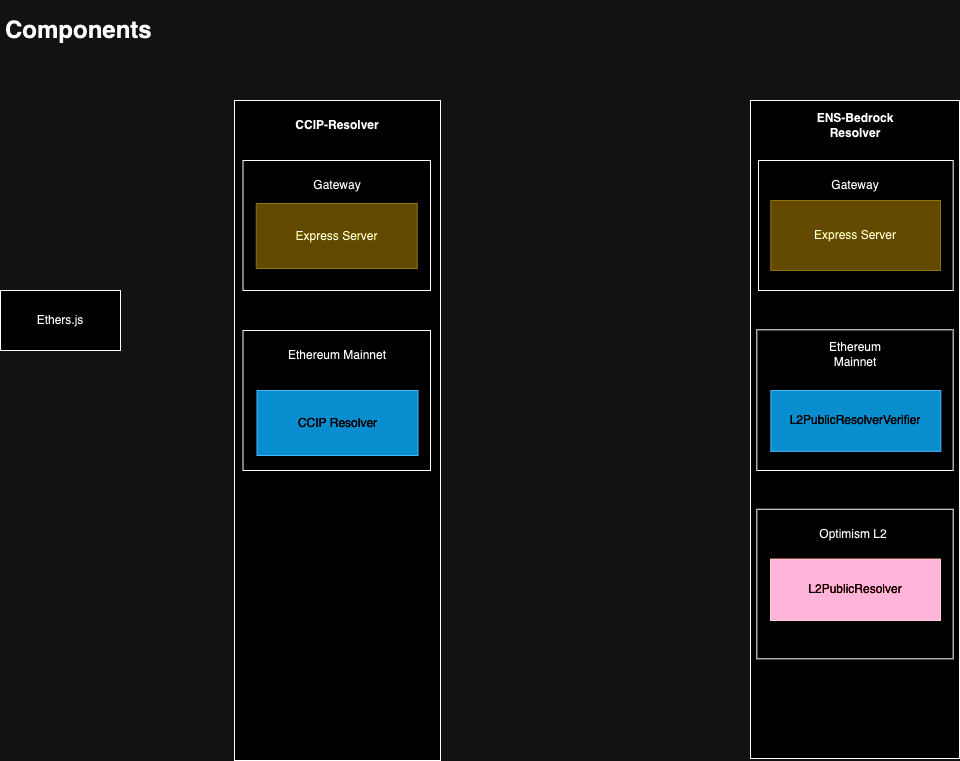 Components
CCIP-Resolver
Gateway
Express Server
Ethereum Mainnet
CCIP Resolver
Ethers.js
ENS-Bedrock
Resolver
Gateway
Express Server
Ethereum
Mainnet
L2PublicResolverVerifier
Optimism L2
L2PublicResolver